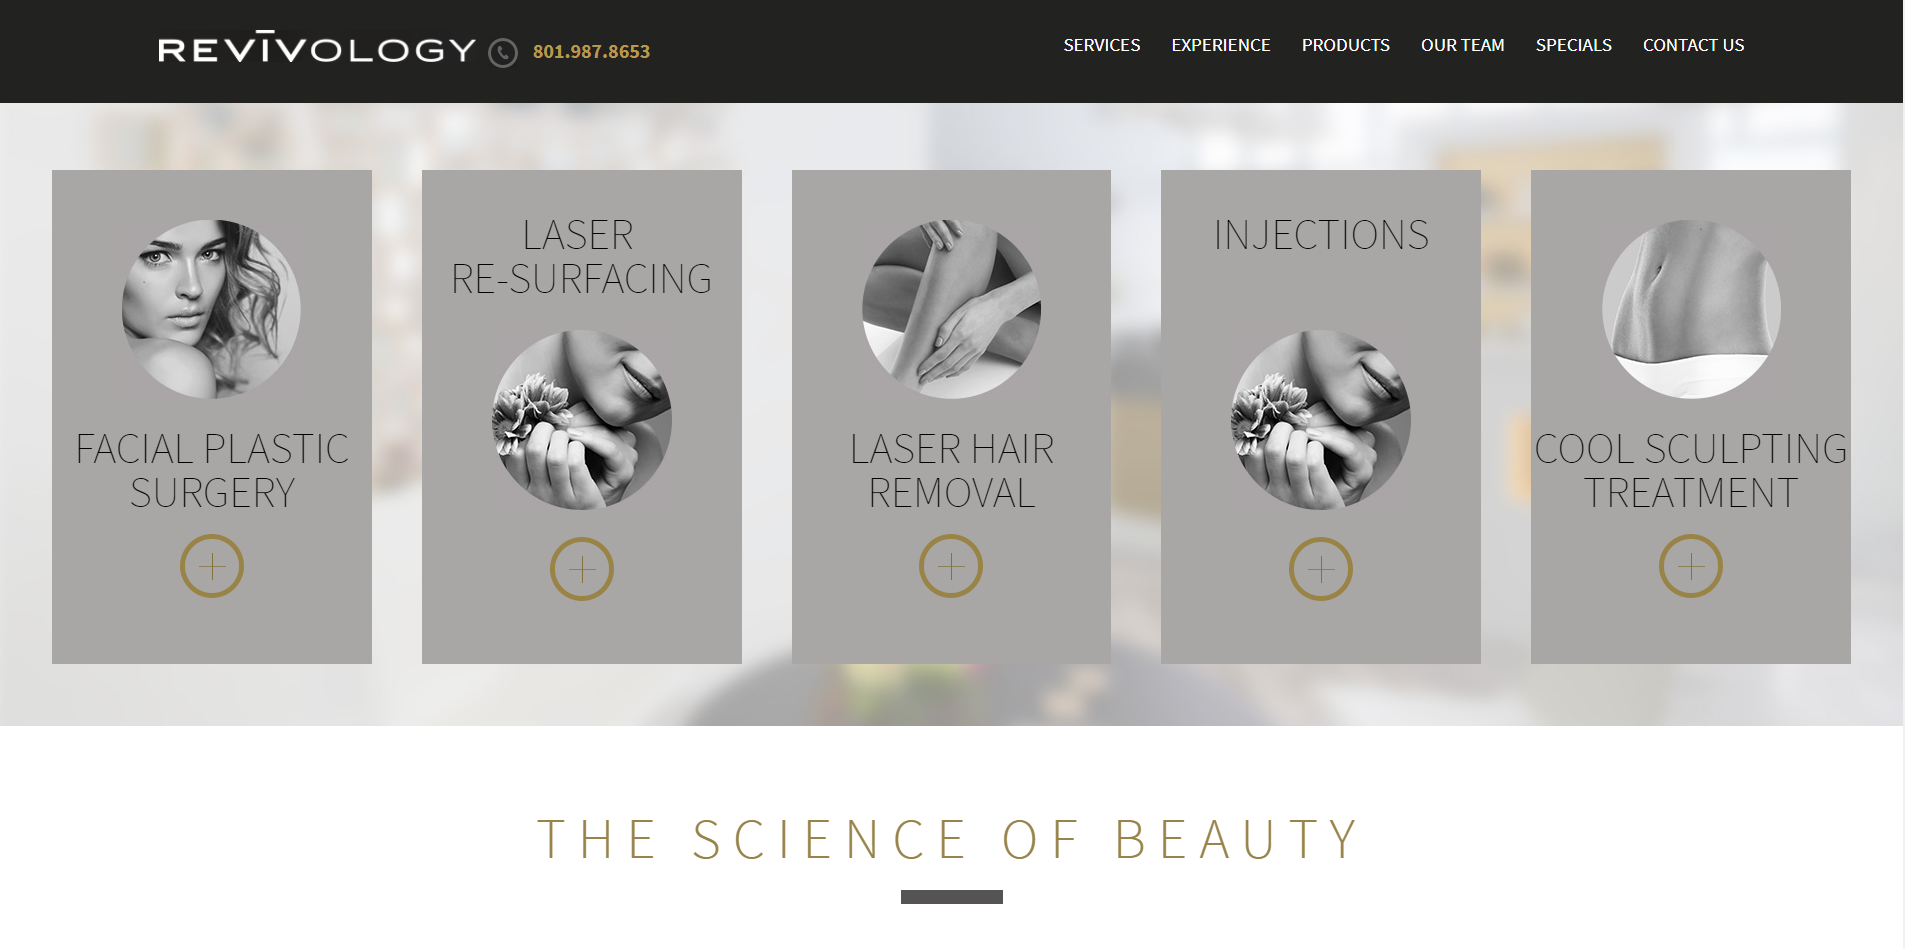 REVĪVOLOGY
801.987.8653
SERVICES
EXPERIENCE
PRODUCTS
OUR TEAM
SPECIALS
CONTACT US
FACIAL PLASTIC
SURGERY
LASER
RE-SURFACING
LASER HAIR
REMOVAL
INJECTIONS
COOL SCULPTING
TREATMENT
THE SCIENCE OF BEAUTY